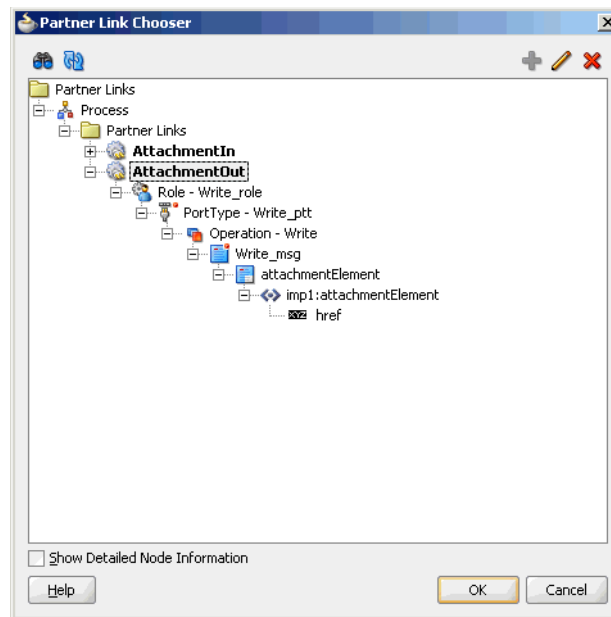 Partner Link Chooser
Partner Links
Process
Partner Links
AttachmentIn
AttachmentOut
Role - Write_role
PortType - Write_ptt
Operation - Write
Write_msg
attachmentElement
imp1:attachmentElement
XYZ href
Show Detailed Node Information
Help OK Cancel